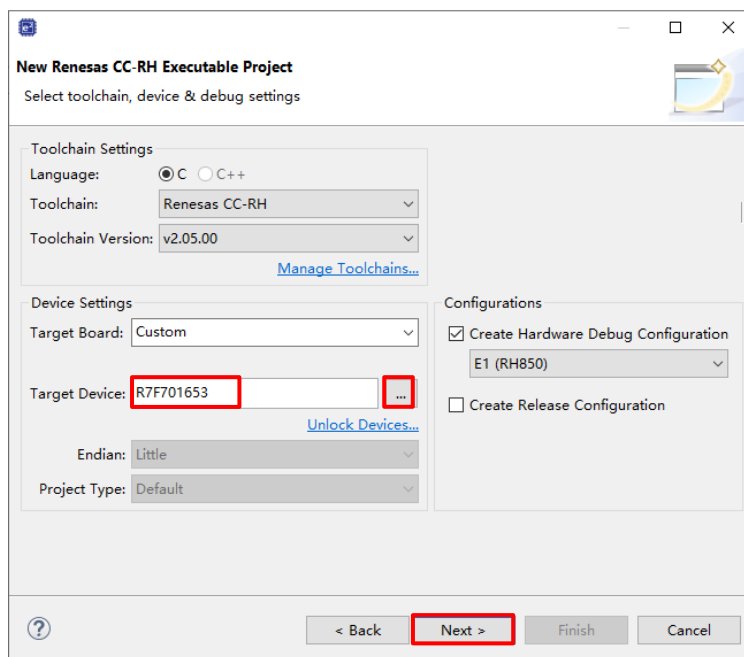 New Renesas CC-RH Executable Project
Select toolchain, device & debug settings
Toolchain Settings
Language: C C++
Toolchain: Renesas CC-RH
Toolchain Version: v2.05.00
Manage Toolchains...
Device Settings
Target Board: Custom
Target Device: R7F701653 ...
Unlock Devices...
Endian: Little
Project Type: Default
Configurations
Create Hardware Debug Configuration
E1 (RH850)
Create Release Configuration
? < Back Next > Finish Cancel